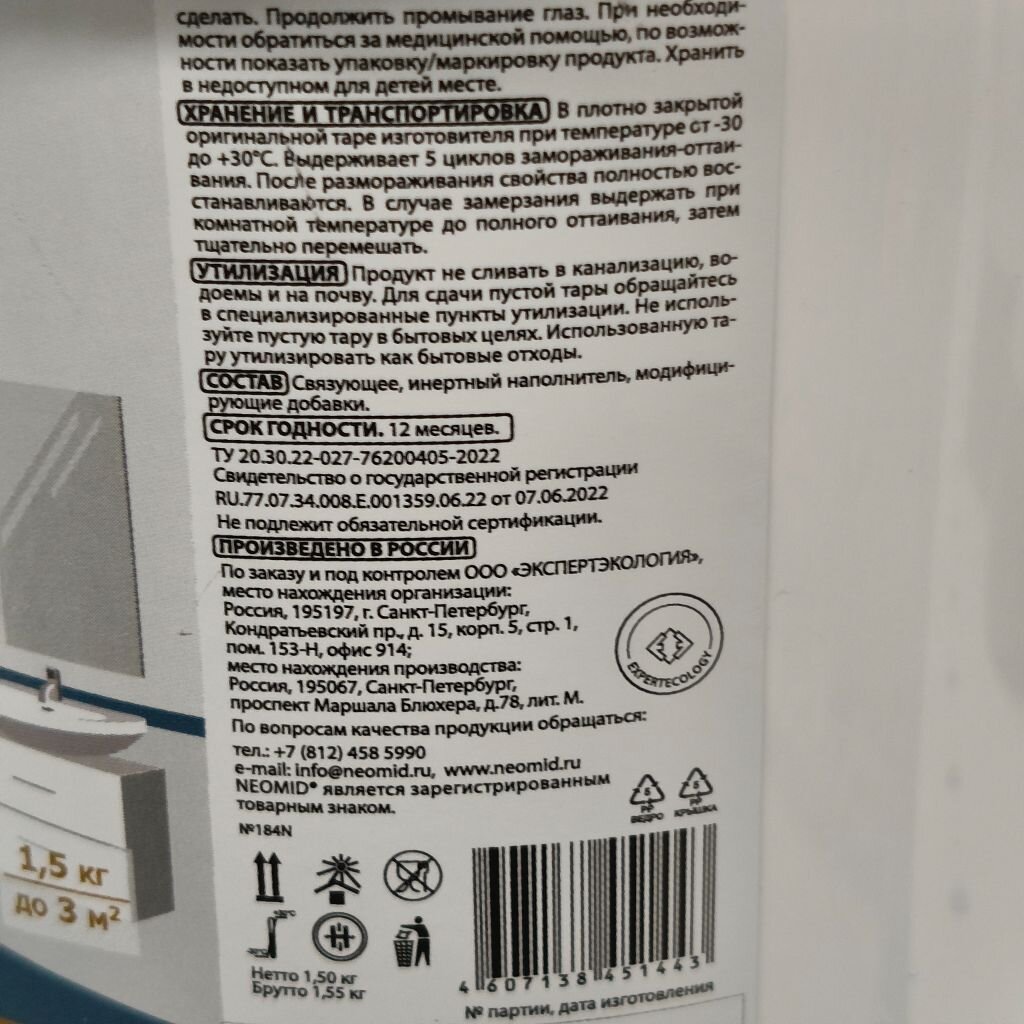 сделать. Продолжить промывание глаз. При необходи-
мости обратиться за медицинской помощью, по возмож-
ности показать упаковку/маркировку продукта. Хранить
в недоступном для детей месте.
ХРАНЕНИЕ И ТРАНСПОРТИРОВКА В плотно закрытой
оригинальной таре изготовителя при температуре от -30
до +30°С. Выдерживает 5 циклов замораживания-оттаи-
вания. После размораживания свойства полностью вос-
станавливаются. В случае замерзания выдержать при
комнатной температуре до полного оттаивания, затем
тщательно перемешать.
УТИЛИЗАЦИЯ Продукт не сливать в канализацию, во-
доемы и на почву. Для сдачи пустой тары обращайтесь
в специализированные пункты утилизации. Не исполь-
зуйте пустую тару в бытовых целях. Использованную та-
ру утилизировать как бытовые отходы.
СОСТАВ Связующее, инертный наполнитель, модифици-
рующие добавки.
СРОК ГОДНОСТИ. 12 месяцев.
ТУ 20.30.22-027-76200405-2022
Свидетельство о государственной регистрации
RU.77.07.34.008.E.001359.06.22 от 07.06.2022
Не подлежит обязательной сертификации.
ПРОИЗВЕДЕНО В РОССИИ
По заказу и под контролем ООО «ЭКСПЕРТЭКОЛОГИЯ»,
место нахождения организации:
Россия, 195197, г. Санкт-Петербург,
Кондратьевский пр., д. 15, корп. 5, стр. 1,
пом. 153-Н, офис 914;
место нахождения производства:
Россия, 195067, Санкт-Петербург,
проспект Маршала Блюхера, д.78, лит. М.
EXPERTECOLOGY
По вопросам качества продукции обращаться:
тел.: +7 (812) 458 5990
e-mail: info@neomid.ru, www.neomid.ru
NEOMID® является зарегистрированным
товарным знаком.
5 PP ВЕДРО
5 PP КРЫШКА
№184N
1,5 кг
до 3 м²
Нетто 1,50 кг
Брутто 1,55 кг
4 607138 451443
№ партии, дата изготовления